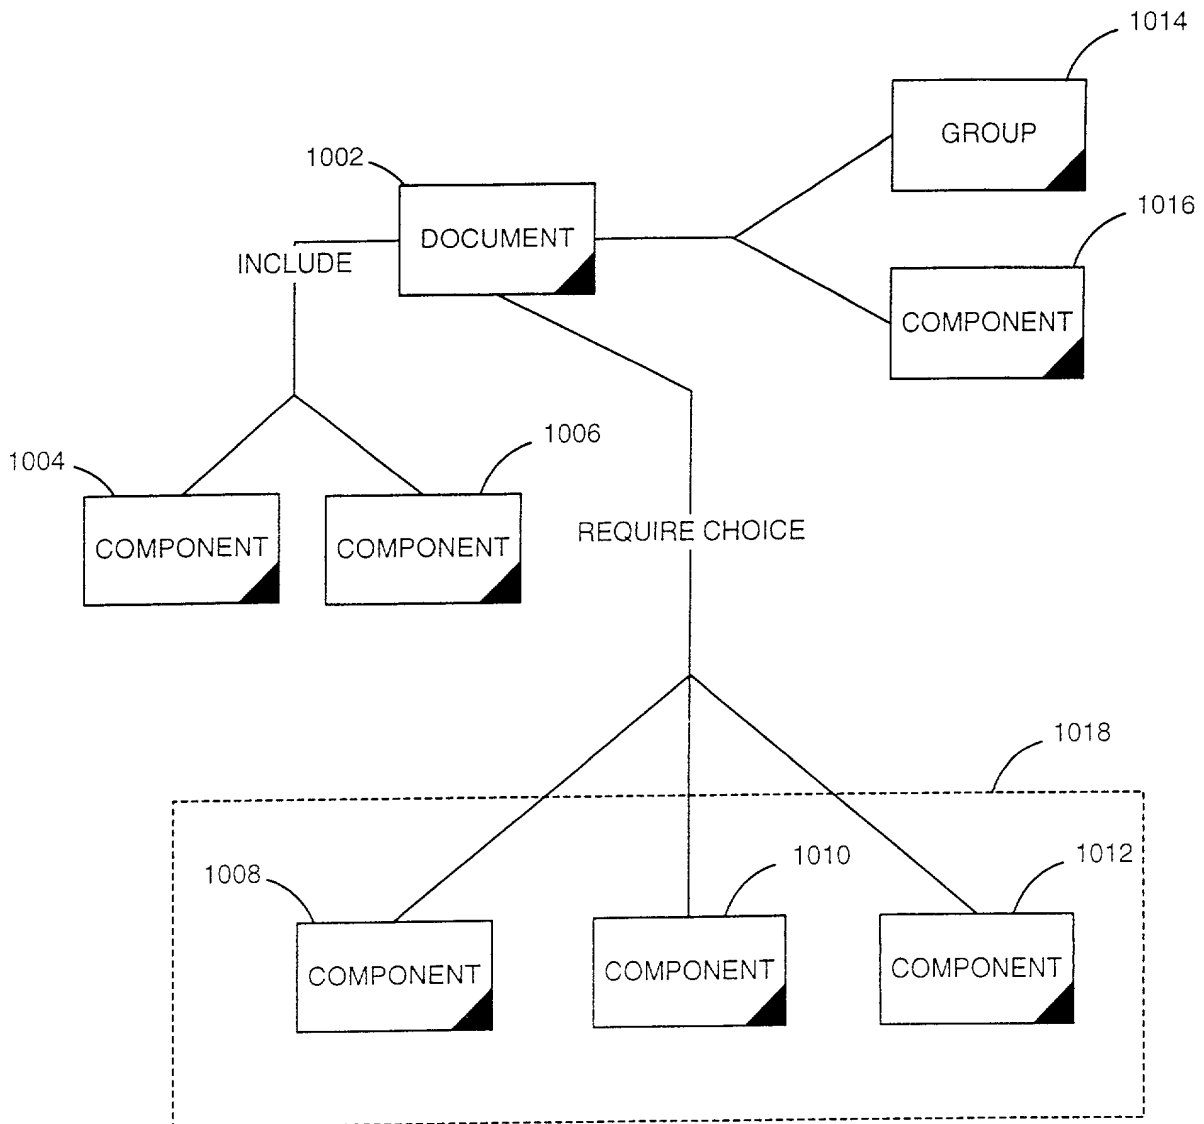 1014
GROUP
1002
1016
DOCUMENT
INCLUDE
COMPONENT
1006
1004
REQUIRE CHOICE
COMPONENT
COMPONENT
1018
1010
1012
1008
COMPONENT
COMPONENT
COMPONENT